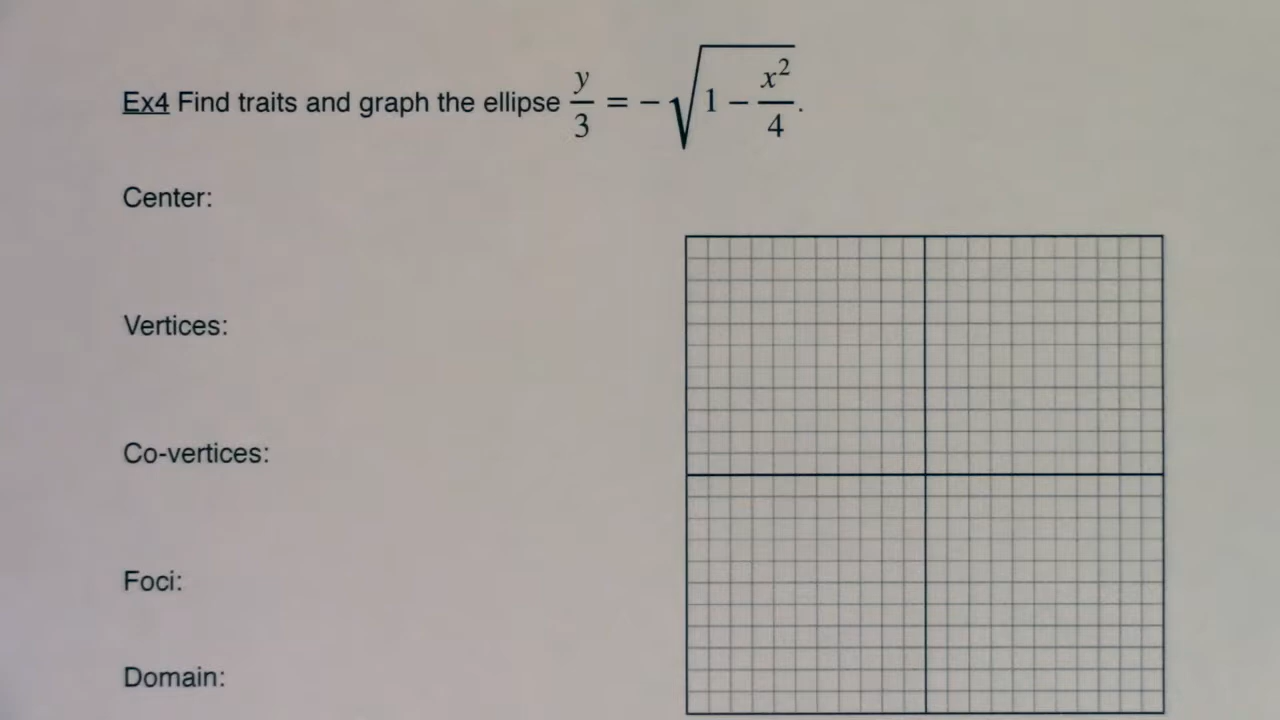 Ex4 Find traits and graph the ellipse y/3 = -√(1 - x²/4).
Center:
Vertices:
Co-vertices:
Foci:
Domain: